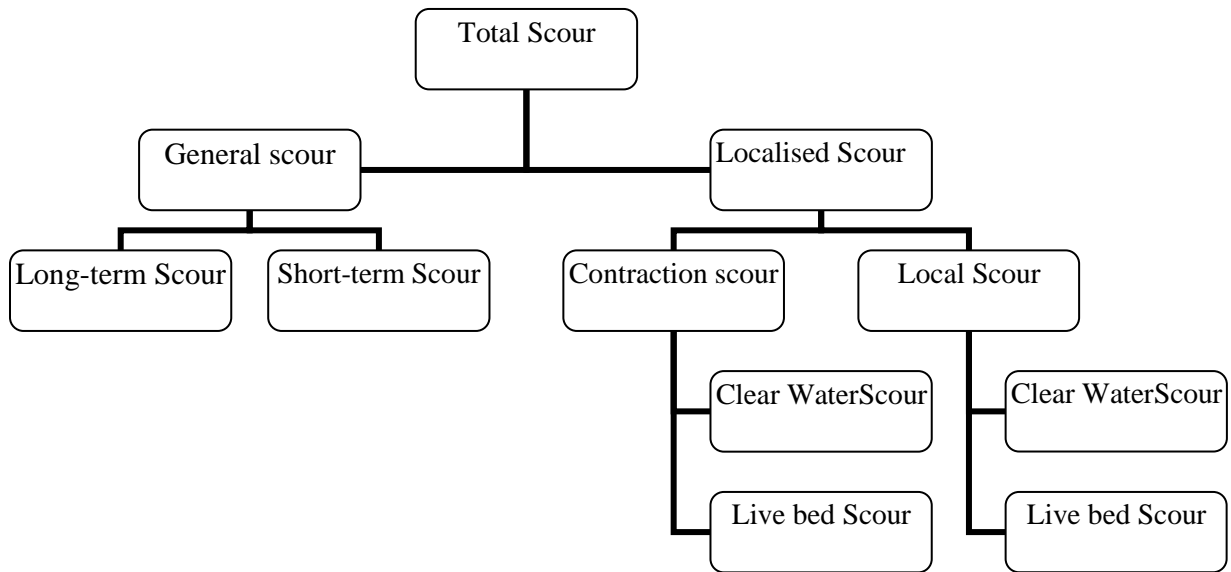 Total Scour
General scour
Localised Scour
Long-term Scour
Short-term Scour
Contraction scour
Local Scour
Clear WaterScour
Clear WaterScour
Live bed Scour
Live bed Scour